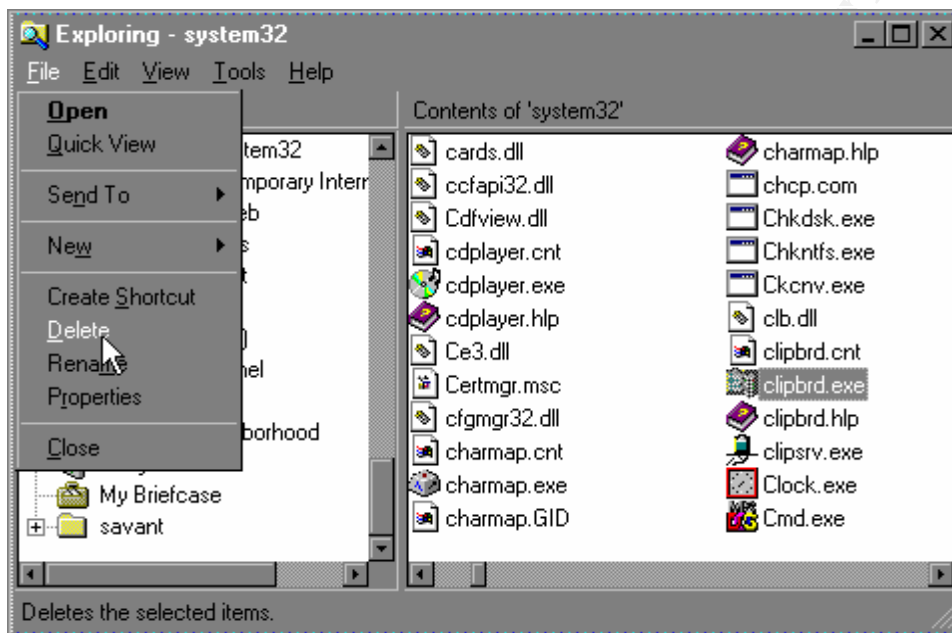 Exploring - system32
File Edit View Tools Help
Open
Quick View
Send To
New
Create Shortcut
Delete
Rename
Properties
Close
tem32
mporary Intern
eb
s
t
)
nel
borhood
My Briefcase
savant
Contents of 'system32'
cards.dll
ccfapi32.dll
Cdfview.dll
cdplayer.cnt
cdplayer.exe
cdplayer.hlp
Ce3.dll
Certmgr.msc
cfgmgr32.dll
charmap.cnt
charmap.exe
charmap.GID
charmap.hlp
chcp.com
Chkdsk.exe
Chkntfs.exe
Ckcnv.exe
clb.dll
clipbrd.cnt
clipbrd.exe
clipbrd.hlp
clipsrv.exe
Clock.exe
Cmd.exe
Deletes the selected items.